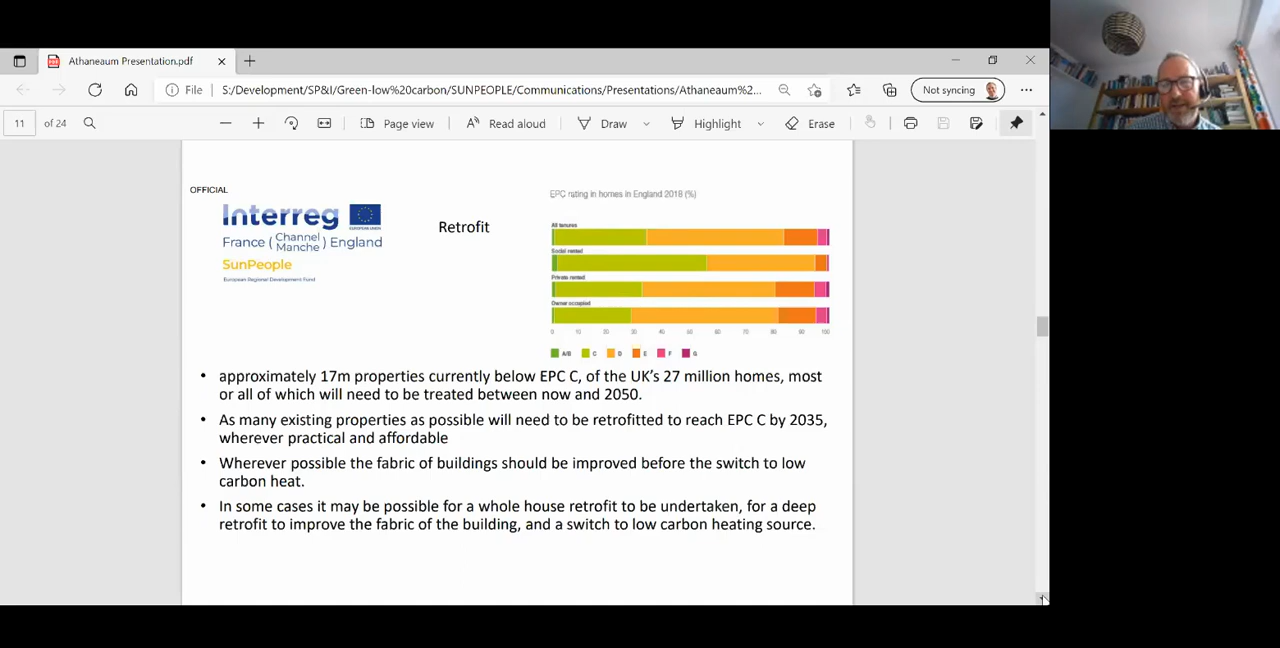 Athaneaum Presentation.pdf
File
S:/Development/SP&I/Green-low%20carbon/SUNPEOPLE/Communications/Presentations/Athaneaum%2...
Not syncing
11
of 24
Page view
Read aloud
Draw
Highlight
Erase
OFFICIAL
Interreg
EUROPEAN UNION
France (Channel Manche) England
SunPeople
European Regional Development Fund
Retrofit
EPC rating in homes in England 2018 (%)
All tenures
Social rented
Private rented
Owner occupied
0 10 20 30 40 50 60 70 80 90 100
A/B C D E F G
• approximately 17m properties currently below EPC C, of the UK's 27 million homes, most
or all of which will need to be treated between now and 2050.
• As many existing properties as possible will need to be retrofitted to reach EPC C by 2035,
wherever practical and affordable
• Wherever possible the fabric of buildings should be improved before the switch to low
carbon heat.
• In some cases it may be possible for a whole house retrofit to be undertaken, for a deep
retrofit to improve the fabric of the building, and a switch to low carbon heating source.